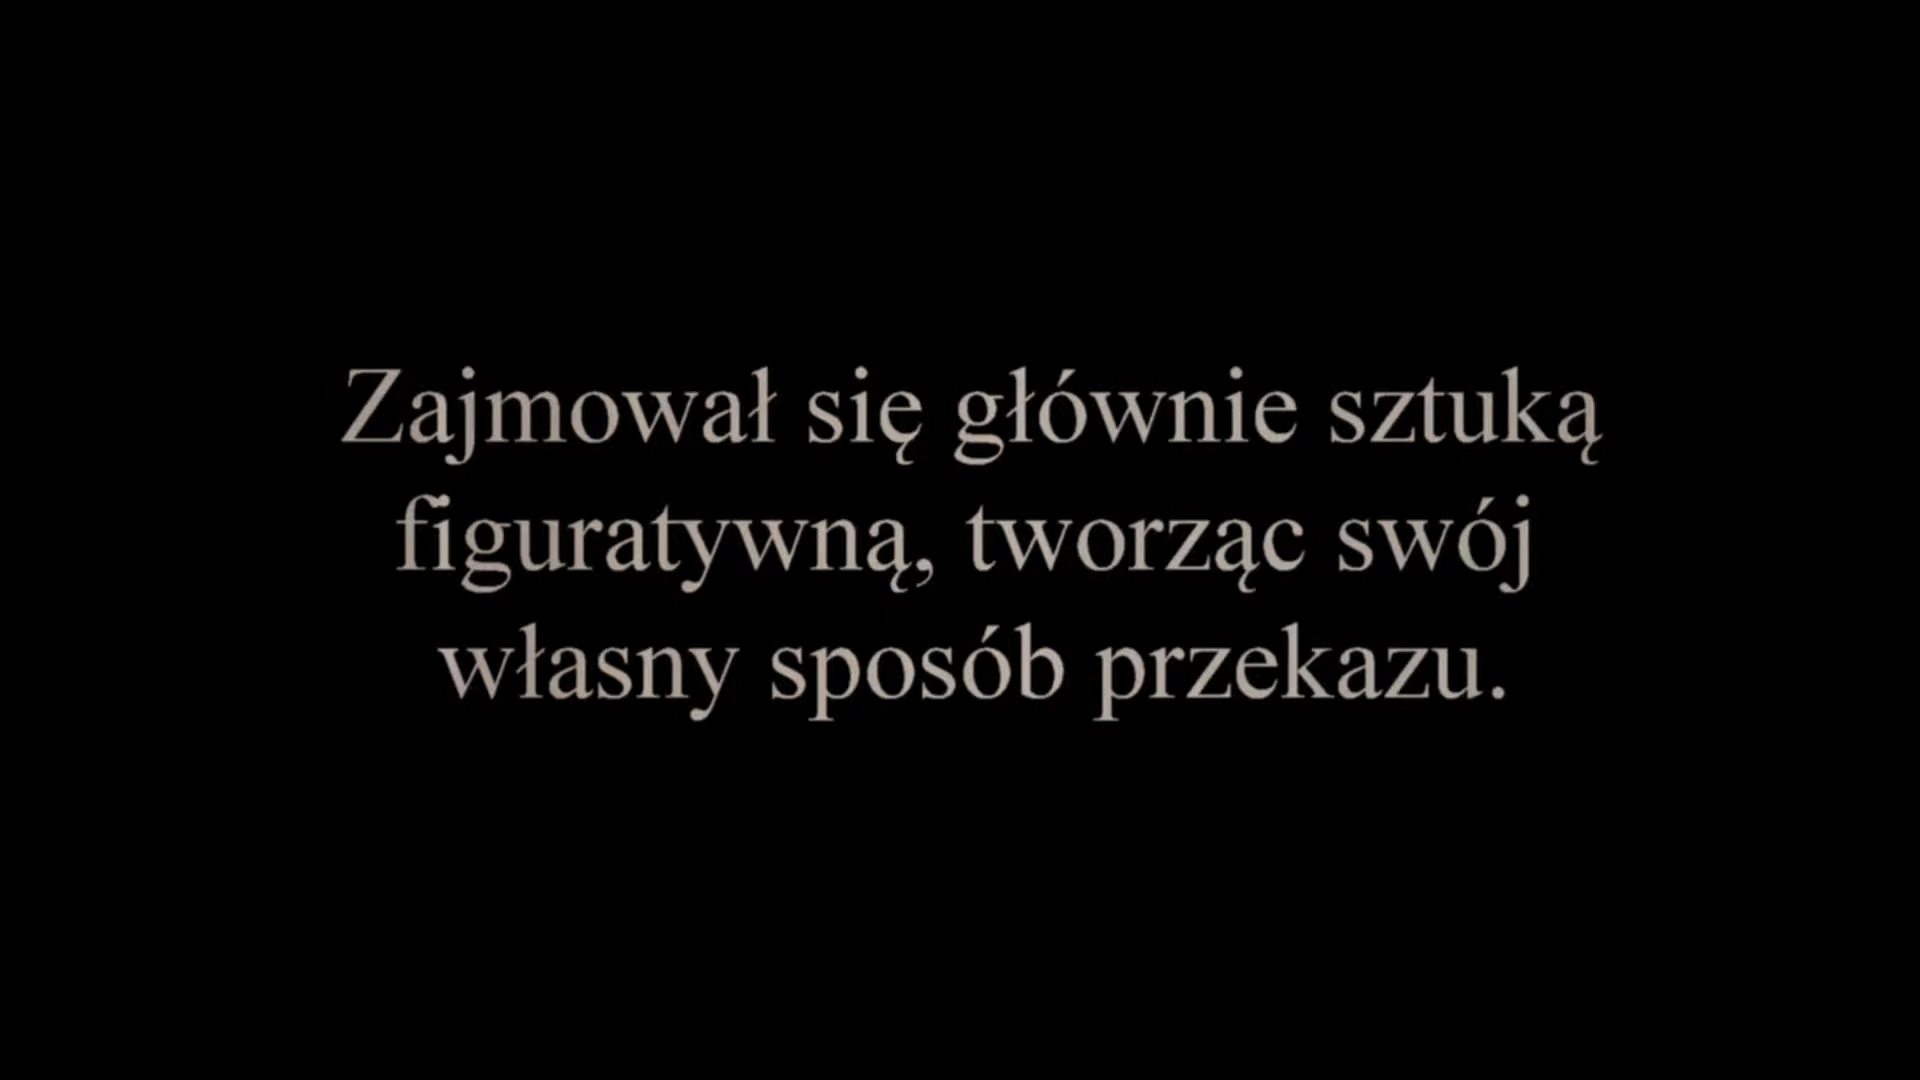 Zajmował się głównie sztuką
figuratywną, tworząc swój
własny sposób przekazu.